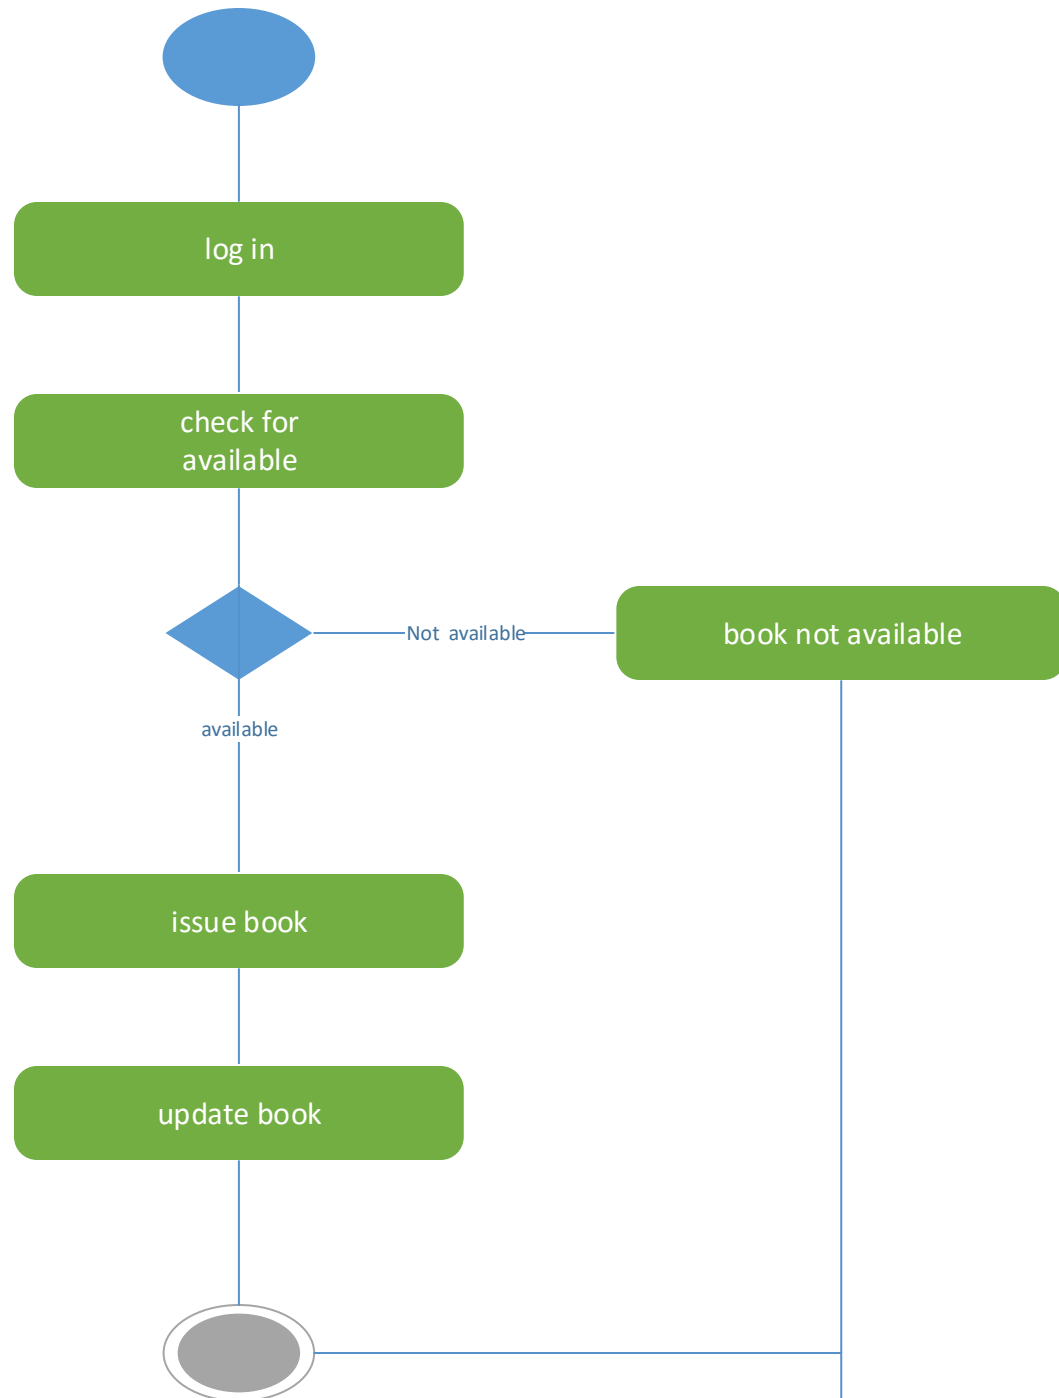 log in
check for
available
Not available
book not available
available
issue book
update book